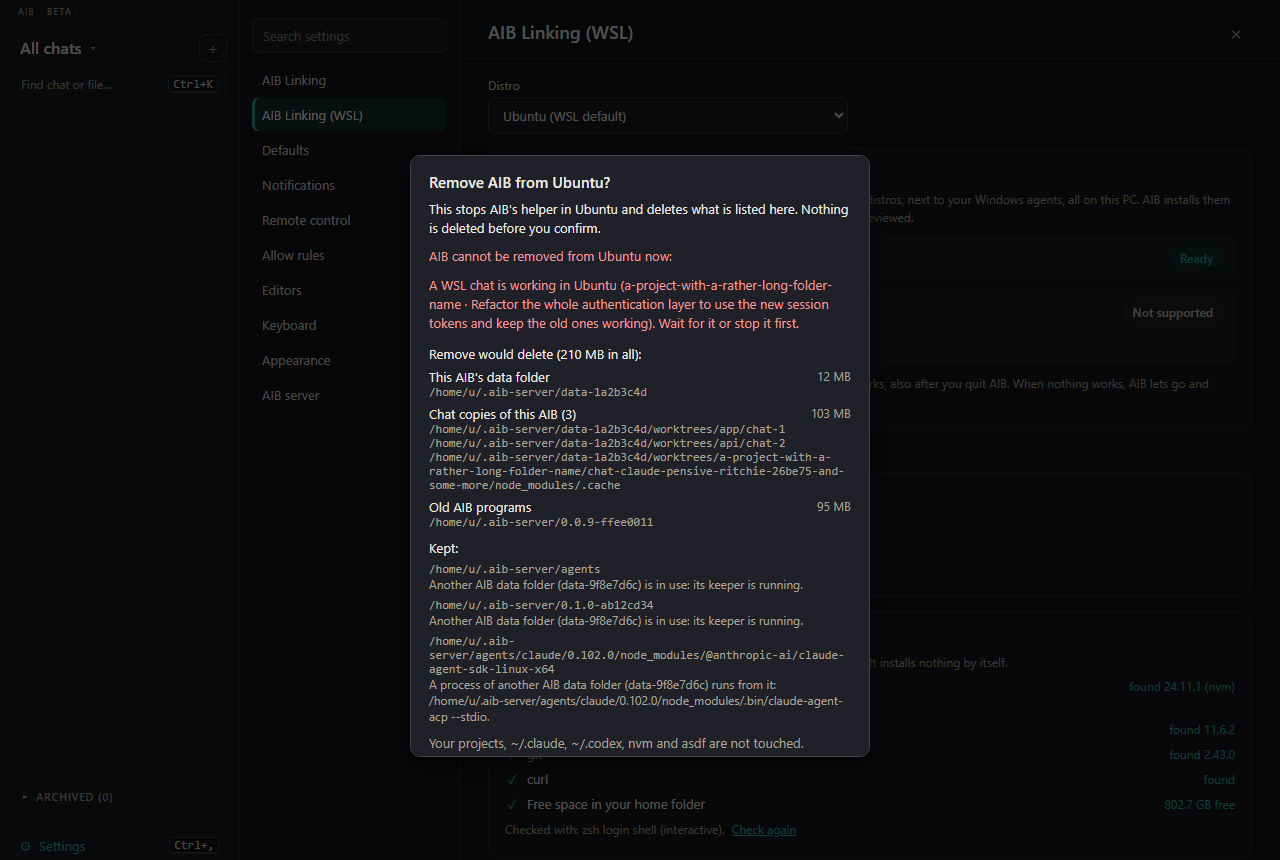 AIB BETA
All chats
+
Find chat or file... Ctrl+K
ARCHIVED (0)
Settings Ctrl+,
Search settings
AIB Linking
AIB Linking (WSL)
Defaults
Notifications
Remote control
Allow rules
Editors
Keyboard
Appearance
AIB server
AIB Linking (WSL)
×
Distro
Ubuntu (WSL default)
distros, next to your Windows agents, all on this PC. AIB installs them
eviewed.
Ready
Not supported
rks, also after you quit AIB. When nothing works, AIB lets go and
It installs nothing by itself.
found 24.11.1 (nvm)
found 11.6.2
git found 2.43.0
✓ curl found
✓ Free space in your home folder 802.7 GB free
Checked with: zsh login shell (interactive). Check again
Remove AIB from Ubuntu?
This stops AIB's helper in Ubuntu and deletes what is listed here. Nothing
is deleted before you confirm.
AIB cannot be removed from Ubuntu now:
A WSL chat is working in Ubuntu (a-project-with-a-rather-long-folder-
name · Refactor the whole authentication layer to use the new session
tokens and keep the old ones working). Wait for it or stop it first.
Remove would delete (210 MB in all):
This AIB's data folder 12 MB
/home/u/.aib-server/data-1a2b3c4d
Chat copies of this AIB (3) 103 MB
/home/u/.aib-server/data-1a2b3c4d/worktrees/app/chat-1
/home/u/.aib-server/data-1a2b3c4d/worktrees/api/chat-2
/home/u/.aib-server/data-1a2b3c4d/worktrees/a-project-with-a-
rather-long-folder-name/chat-claude-pensive-ritchie-26be75-and-
some-more/node_modules/.cache
Old AIB programs 95 MB
/home/u/.aib-server/0.0.9-ffee0011
Kept:
/home/u/.aib-server/agents
Another AIB data folder (data-9f8e7d6c) is in use: its keeper is running.
/home/u/.aib-server/0.1.0-ab12cd34
Another AIB data folder (data-9f8e7d6c) is in use: its keeper is running.
/home/u/.aib-
server/agents/claude/0.102.0/node_modules/@anthropic-ai/claude-
agent-sdk-linux-x64
A process of another AIB data folder (data-9f8e7d6c) runs from it:
/home/u/.aib-server/agents/claude/0.102.0/node_modules/.bin/claude-agent-
acp --stdio.
Your projects, ~/.claude, ~/.codex, nvm and asdf are not touched.